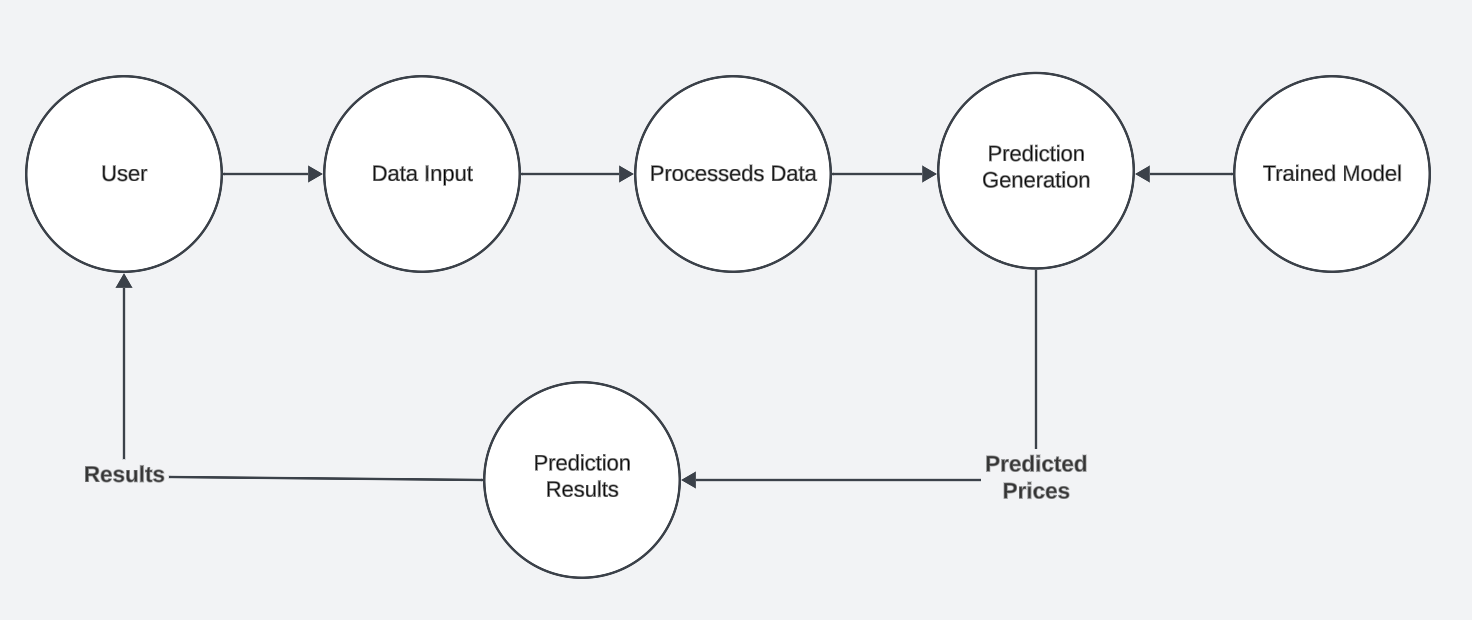 User
Data Input
Processeds Data
Prediction
Generation
Trained Model
Results
Prediction
Results
Predicted
Prices